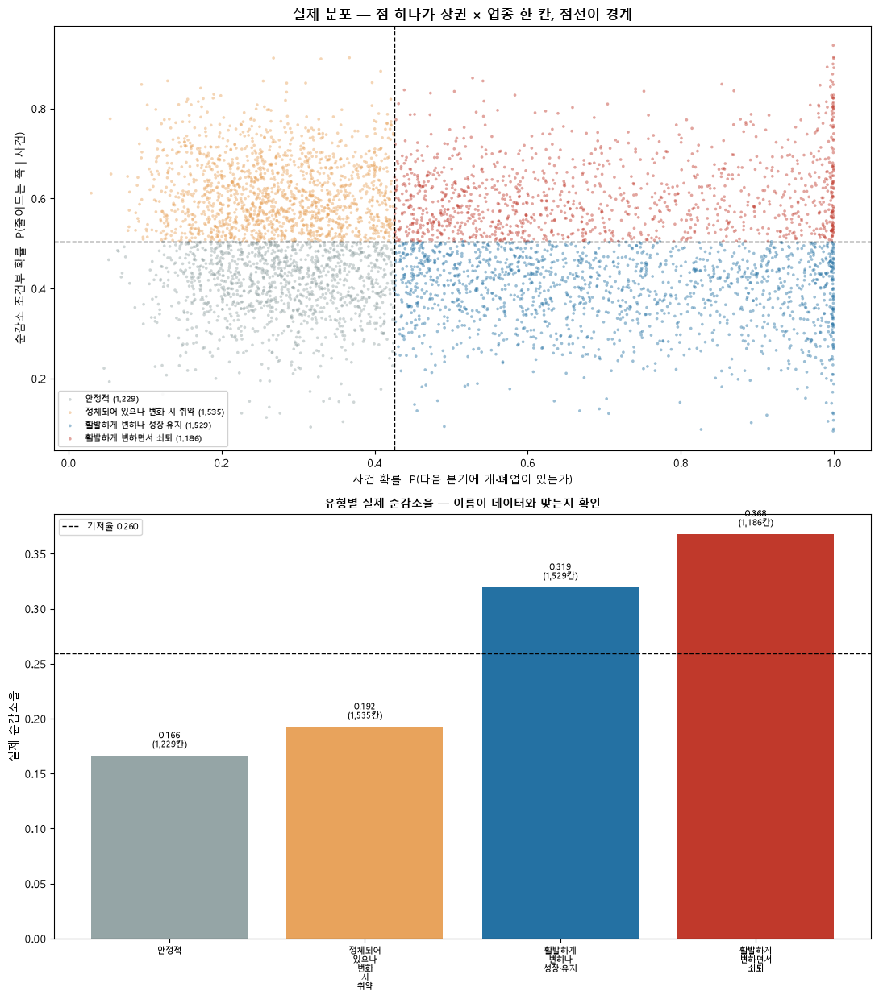 실제 분포 — 점 하나가 상권 × 업종 한 칸, 점선이 경계
순감소 조건부 확률 P(줄어드는 쪽 | 사건)
0.8
0.6
0.4
0.2
안정적 (1,229)
정체되어 있으나 변화 시 취약 (1,535)
활발하게 변하나 성장·유지 (1,529)
활발하게 변하면서 쇠퇴 (1,186)
0.0 0.2 0.4 0.6 0.8 1.0
사건 확률 P(다음 분기에 개·폐업이 있는가)
유형별 실제 순감소율 — 이름이 데이터와 맞는지 확인
기저율 0.260
실제 순감소율
0.35
0.30
0.25
0.20
0.15
0.10
0.05
0.00
0.166
(1,229칸)
0.192
(1,535칸)
0.319
(1,529칸)
0.368
(1,186칸)
안정적
정체되어
있으나
변화
시
취약
활발하게
변하나
성장·유지
활발하게
변하면서
쇠퇴